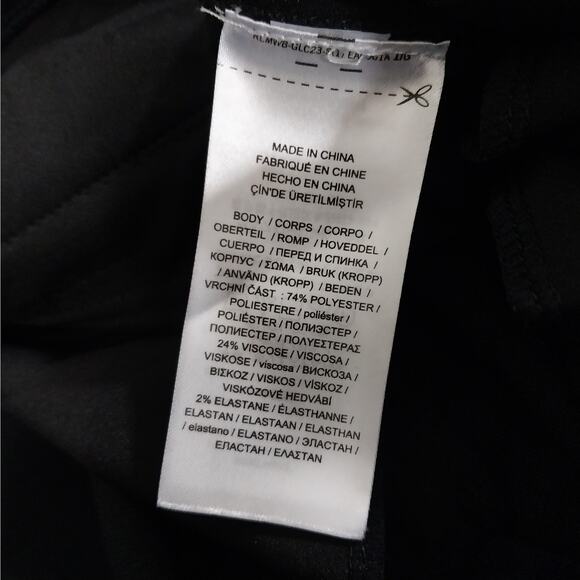 MADE IN CHINA
FABRIQUÉ EN CHINE
HECHO EN CHINA
ÇİN'DE ÜRETİLMİŞTİR
BODY / CORPS / CORPO /
OBERTEIL / ROMP / HOVEDDEL /
CUERPO / ПЕРЕД И СПИНКА /
КОРПУС / ΣΩΜΑ / BRUK (KROPP)
/ ANVÄND (KROPP) / BEDEN /
VRCHNÍ ČÁST : 74% POLYESTER /
POLIESTERE / poliéster /
POLIÉSTER / ПОЛИЭСТЕР /
ПОЛИЕСТЕР / ΠΟΛΥΕΣΤΕΡΑΣ
24% VISCOSE / VISCOSA /
VISKOSE / viscosa / ВИСКОЗА /
ВІСКОЗ / VISKOS / VİSKOZ /
VISKÓZOVÉ HEDVÁBÍ
2% ELASTANE / ÉLASTHANNE /
ELASTAN / ELASTAAN / ELASTHAN
/ elastano / ELASTANO / ЭЛАСТАН /
ЕЛАСТАН / ΕΛΑΣΤΑΝ